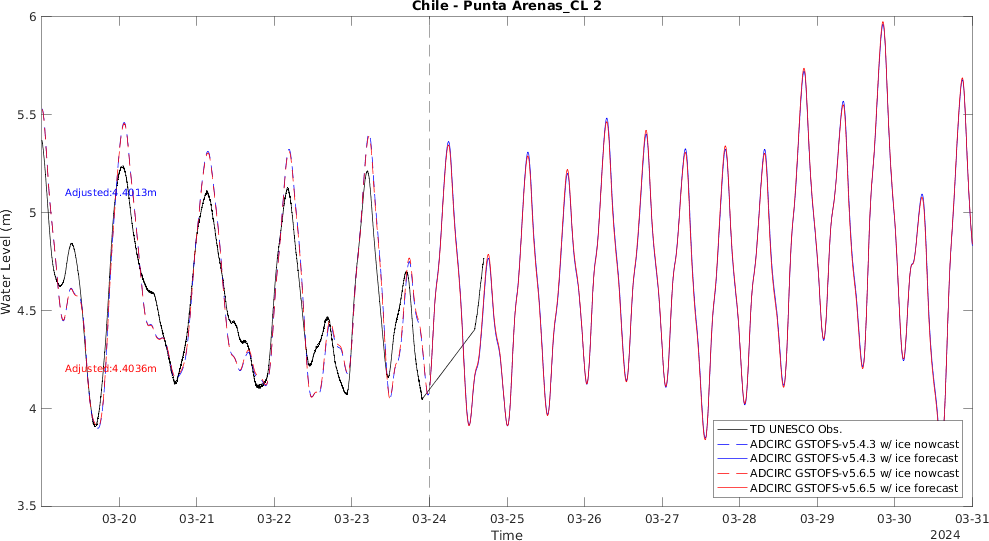 Chile - Punta Arenas_CL 2
Water Level (m)
6
5.5
5
4.5
4
3.5
Adjusted:4.4013m
Adjusted:4.4036m
TD UNESCO Obs.
ADCIRC GSTOFS-v5.4.3 w/ ice nowcast
ADCIRC GSTOFS-v5.4.3 w/ ice forecast
ADCIRC GSTOFS-v5.6.5 w/ ice nowcast
ADCIRC GSTOFS-v5.6.5 w/ ice forecast
03-20 03-21 03-22 03-23 03-24 03-25 03-26 03-27 03-28 03-29 03-30 03-31
Time
2024